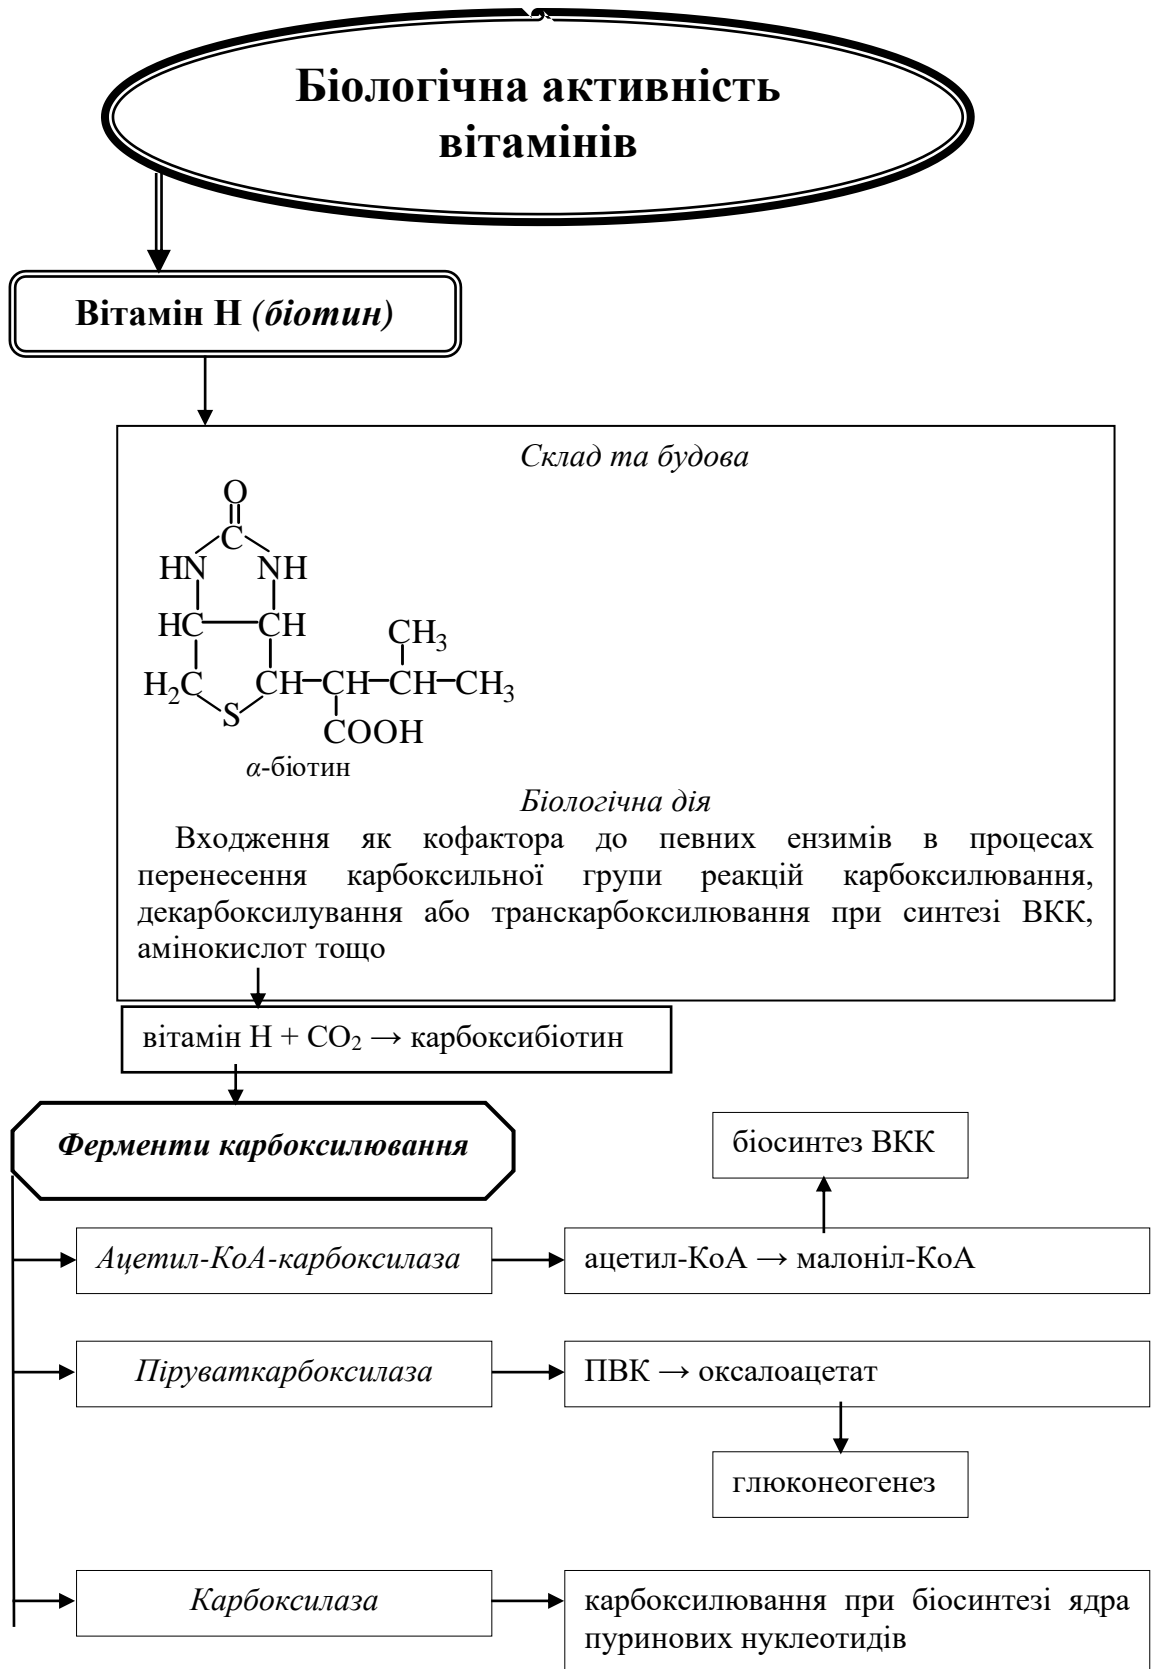 Біологічна активність
вітамінів
Вітамін Н (біотин)
Склад та будова
O
C
HN NH
HC CH
CH3
H2C CH CH CH CH3
S
COOH
α-біотин
Біологічна дія
Входження як кофактора до певних ензимів в процесах
перенесення карбоксильної групи реакцій карбоксилювання,
декарбоксилування або транскарбоксилювання при синтезі ВКК,
амінокислот тощо
вітамін Н + СО2 → карбоксибіотин
Ферменти карбоксилювання
біосинтез ВКК
Ацетил-КоА-карбоксилаза
ацетил-КоА → малоніл-КоА
Піруваткарбоксилаза
ПВК → оксалоацетат
глюконеогенез
Карбоксилаза
карбоксилювання при біосинтезі ядра
пуринових нуклеотидів